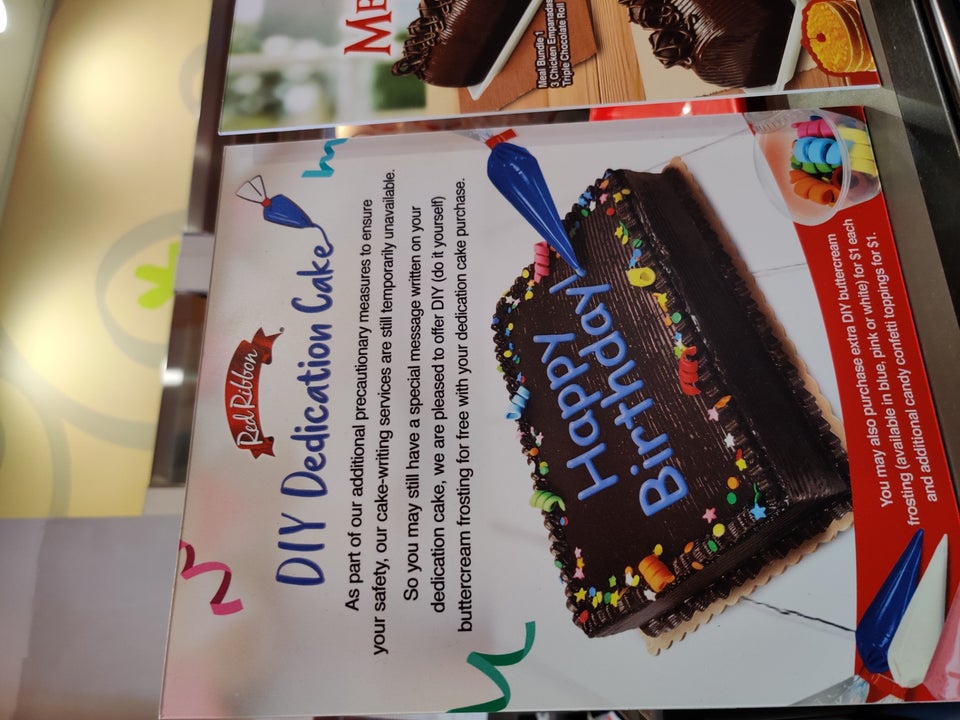 Red Ribbon
DIY Dedication Cake
As part of our additional precautionary measures to ensure
your safety, our cake-writing services are still temporarily unavailable.
So you may still have a special message written on your
dedication cake, we are pleased to offer DIY (do it yourself)
buttercream frosting for free with your dedication cake purchase.
Happy
Birthday!
You may also purchase extra DIY buttercream
frosting (available in blue, pink or white) for $1 each
and additional candy confetti toppings for $1.
Meal Bundle 1
3 Chicken Empanadas
Triple Chocolate Roll